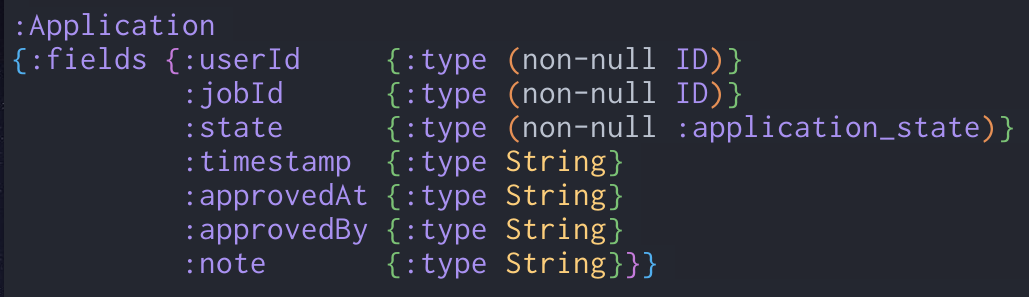 :Application
{:fields {:userId     {:type (non-null ID)}
          :jobId      {:type (non-null ID)}
          :state      {:type (non-null :application_state)}
          :timestamp  {:type String}
          :approvedAt {:type String}
          :approvedBy {:type String}
          :note       {:type String}}}